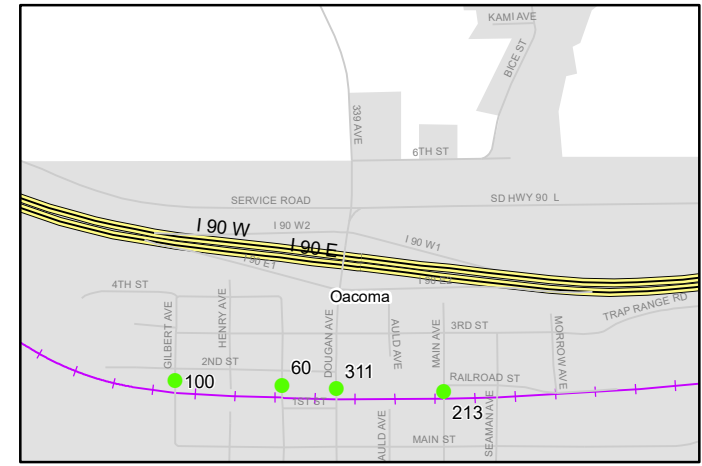 KAMI AVE
BICE ST
339 AVE
6TH ST
SERVICE ROAD
SD HWY 90 L
I 90 W
I 90 W2
I 90 E
I 90 W1
I 90 E1
I 90 E2
4TH ST
Oacoma
TRAP RANGE RD
GILBERT AVE
HENRY AVE
DOUGAN AVE
AULD AVE
MAIN AVE
3RD ST
MORROW AVE
2ND ST
60
311
100
RAILROAD ST
1ST ST
213
AULD AVE
MAIN ST
SEAMAN AVE